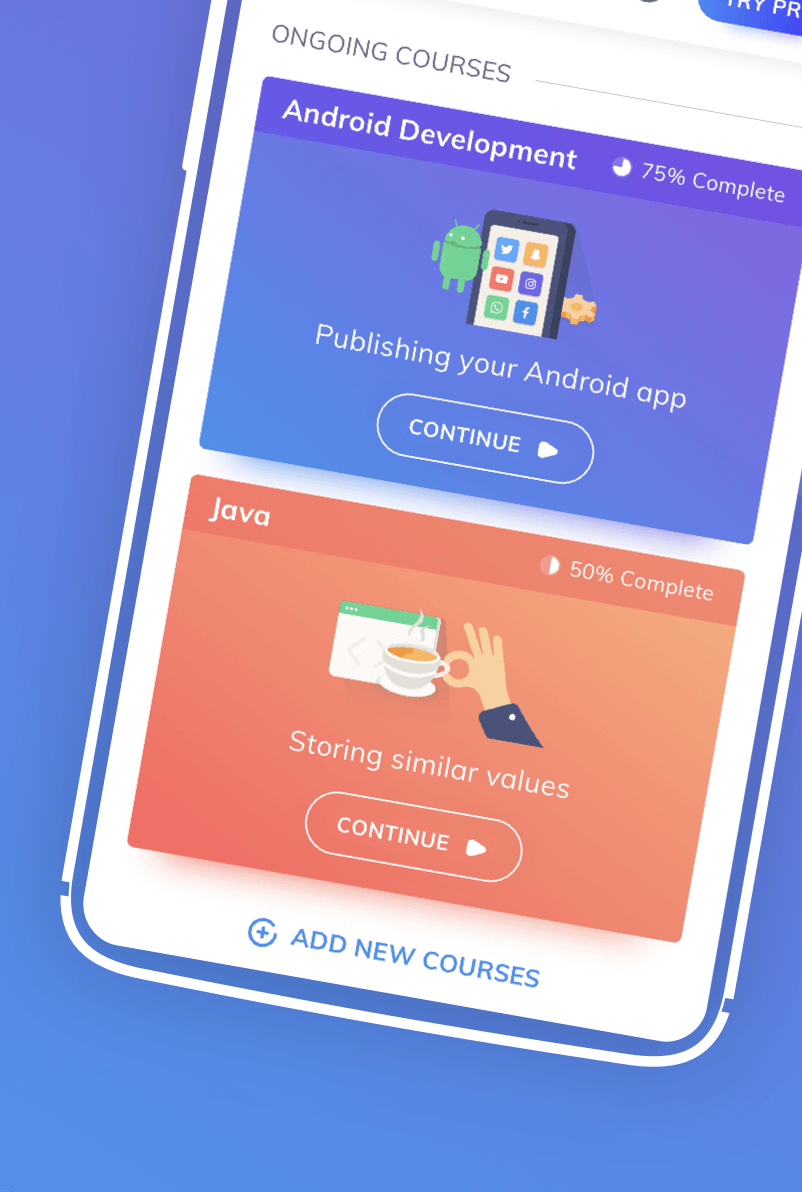 TRY PR
ONGOING COURSES
Android Development
75% Complete
Publishing your Android app
CONTINUE
Java
50% Complete
Storing similar values
CONTINUE
ADD NEW COURSES